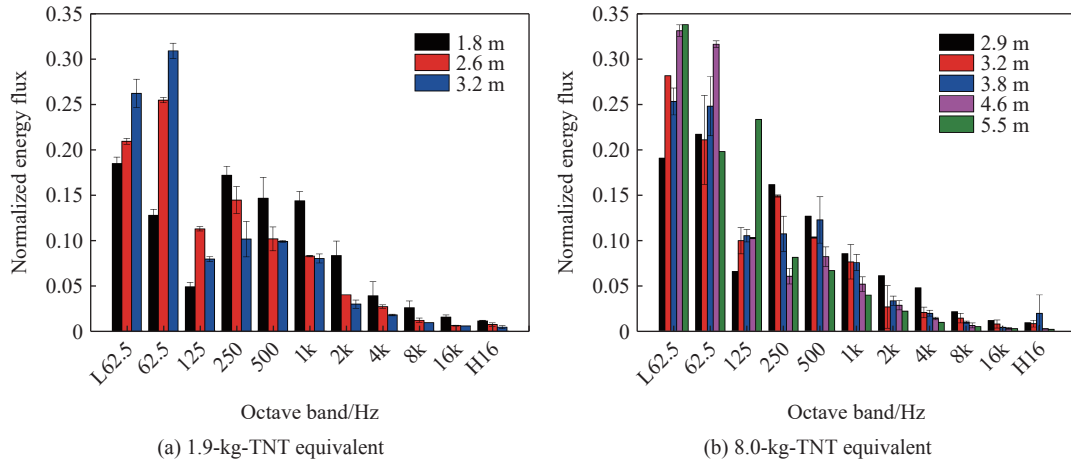 0.35
0.30
0.25
0.20
0.15
0.10
0.05
0
Normalized energy flux
1.8 m
2.6 m
3.2 m
L62.5
62.5
125
250
500
1k
2k
4k
8k
16k
H16
Octave band/Hz
(a) 1.9-kg-TNT equivalent
0.35
0.30
0.25
0.20
0.15
0.10
0.05
0
Normalized energy flux
2.9 m
3.2 m
3.8 m
4.6 m
5.5 m
L62.5
62.5
125
250
500
1k
2k
4k
8k
16k
H16
Octave band/Hz
(b) 8.0-kg-TNT equivalent